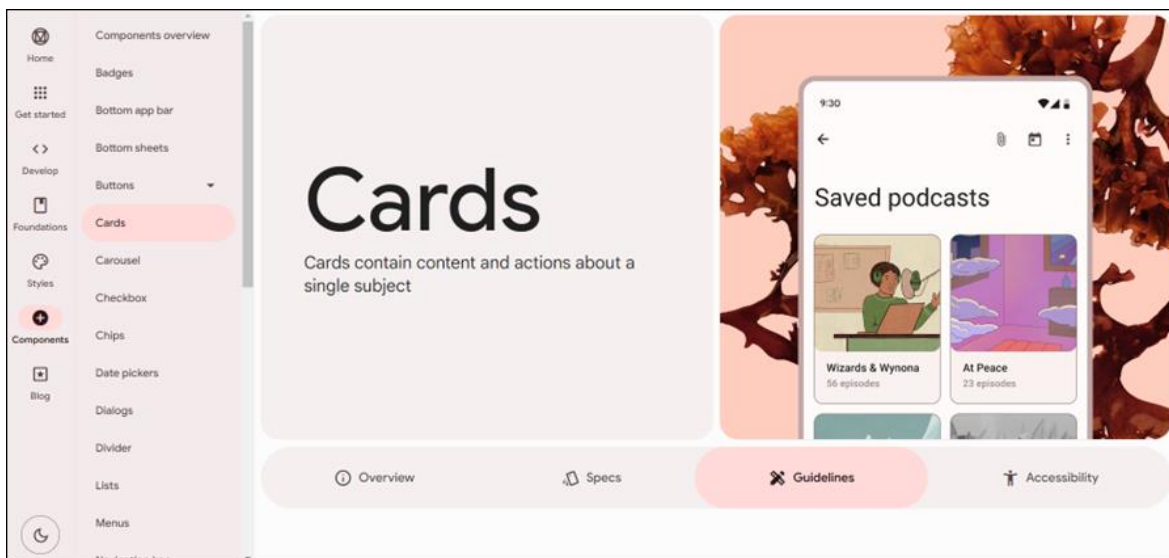 Home
Get started
Develop
Foundations
Styles
Components
Blog
Components overview
Badges
Bottom app bar
Bottom sheets
Buttons
Cards
Carousel
Checkbox
Chips
Date pickers
Dialogs
Divider
Lists
Menus
Cards
Cards contain content and actions about a
single subject
9:30
Saved podcasts
Wizards & Wynona
56 episodes
At Peace
23 episodes
Overview
Specs
Guidelines
Accessibility